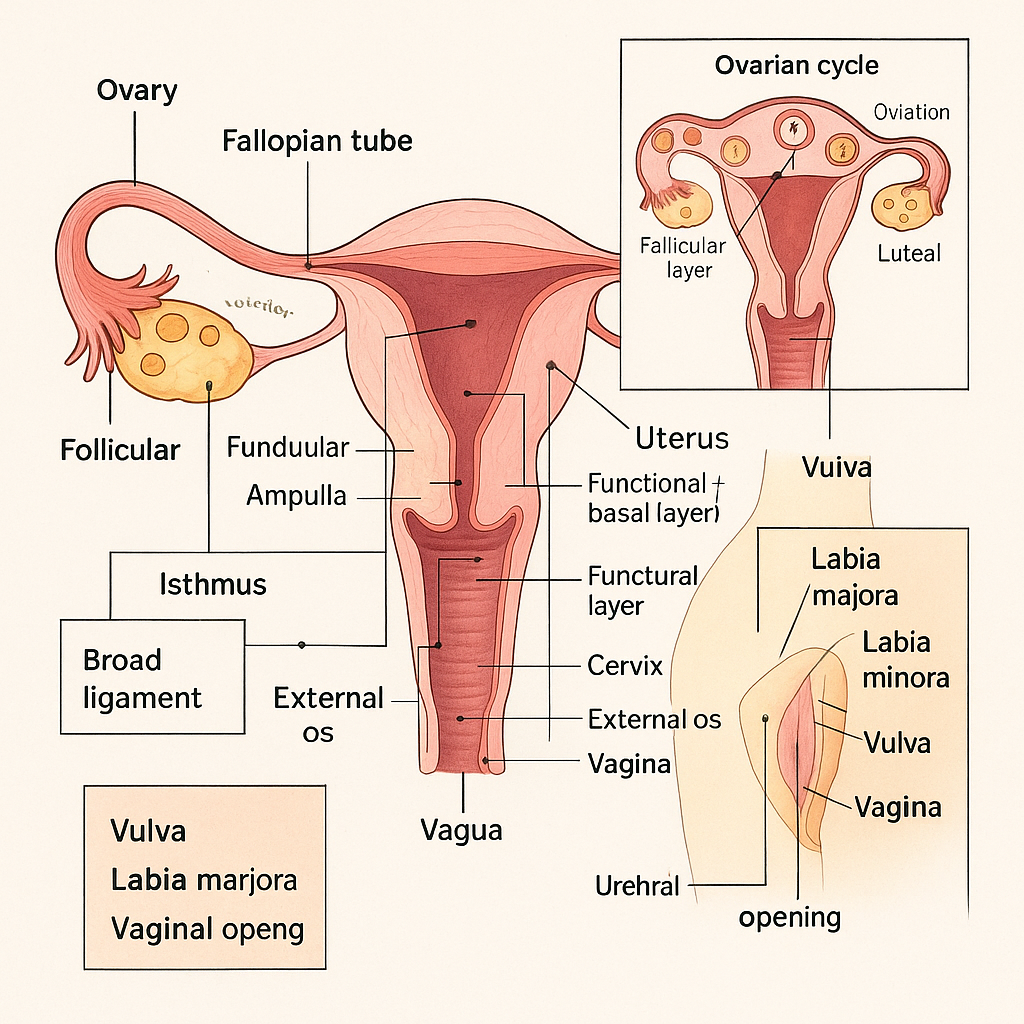 Ovarian cycle
Ovary
Oviation
Fallopian tube
Fallicular
layer
Luteal
Follicular
Funduular
Uterus
Ampulla
Functional
basal layer)
Vuiva
Isthmus
Functural
layer
Labia
majora
Broad
ligament
Cervix
Labia
minora
External
os
External os
Vulva
Vagina
Vagina
Vulva
Labia marjora
Vaginal openg
Vagua
Urehral
opening